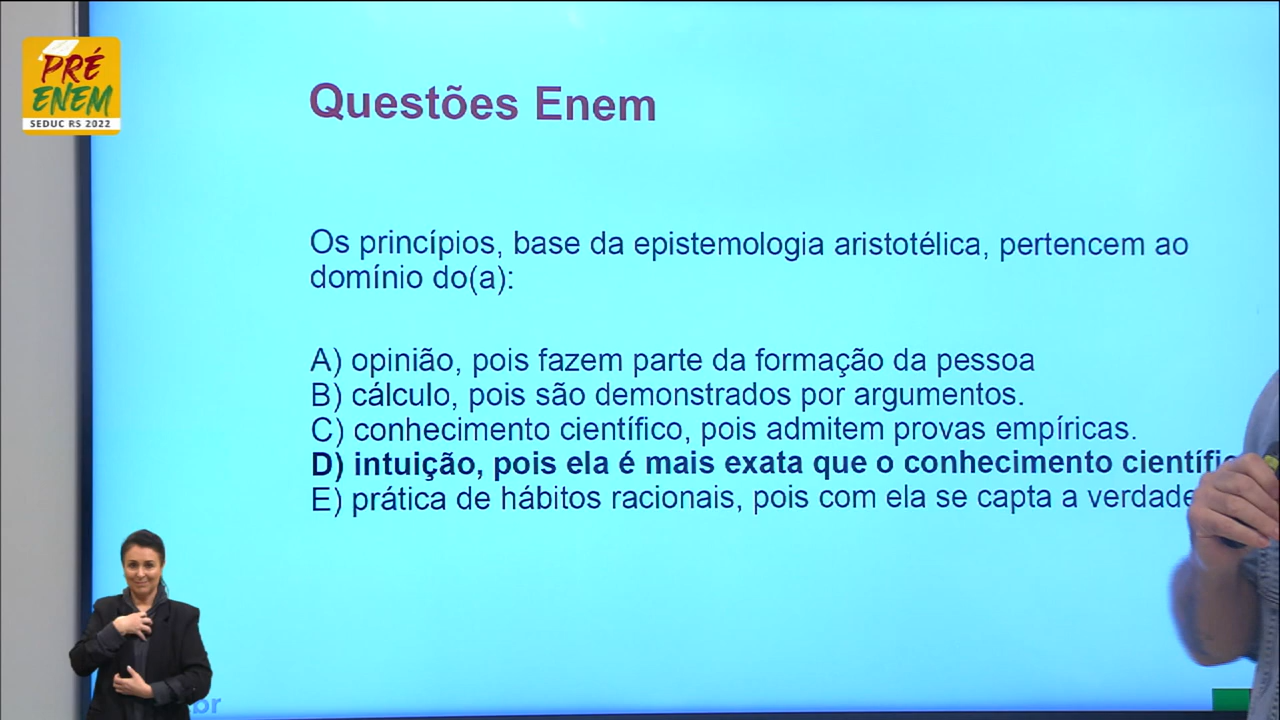 PRÉ
ENEM
SEDUC RS 2022
Questões Enem
Os princípios, base da epistemologia aristotélica, pertencem ao
domínio do(a):
A) opinião, pois fazem parte da formação da pessoa
B) cálculo, pois são demonstrados por argumentos.
C) conhecimento científico, pois admitem provas empíricas.
D) intuição, pois ela é mais exata que o conhecimento
E) prática de hábitos racionais, pois com ela se capta a verdade